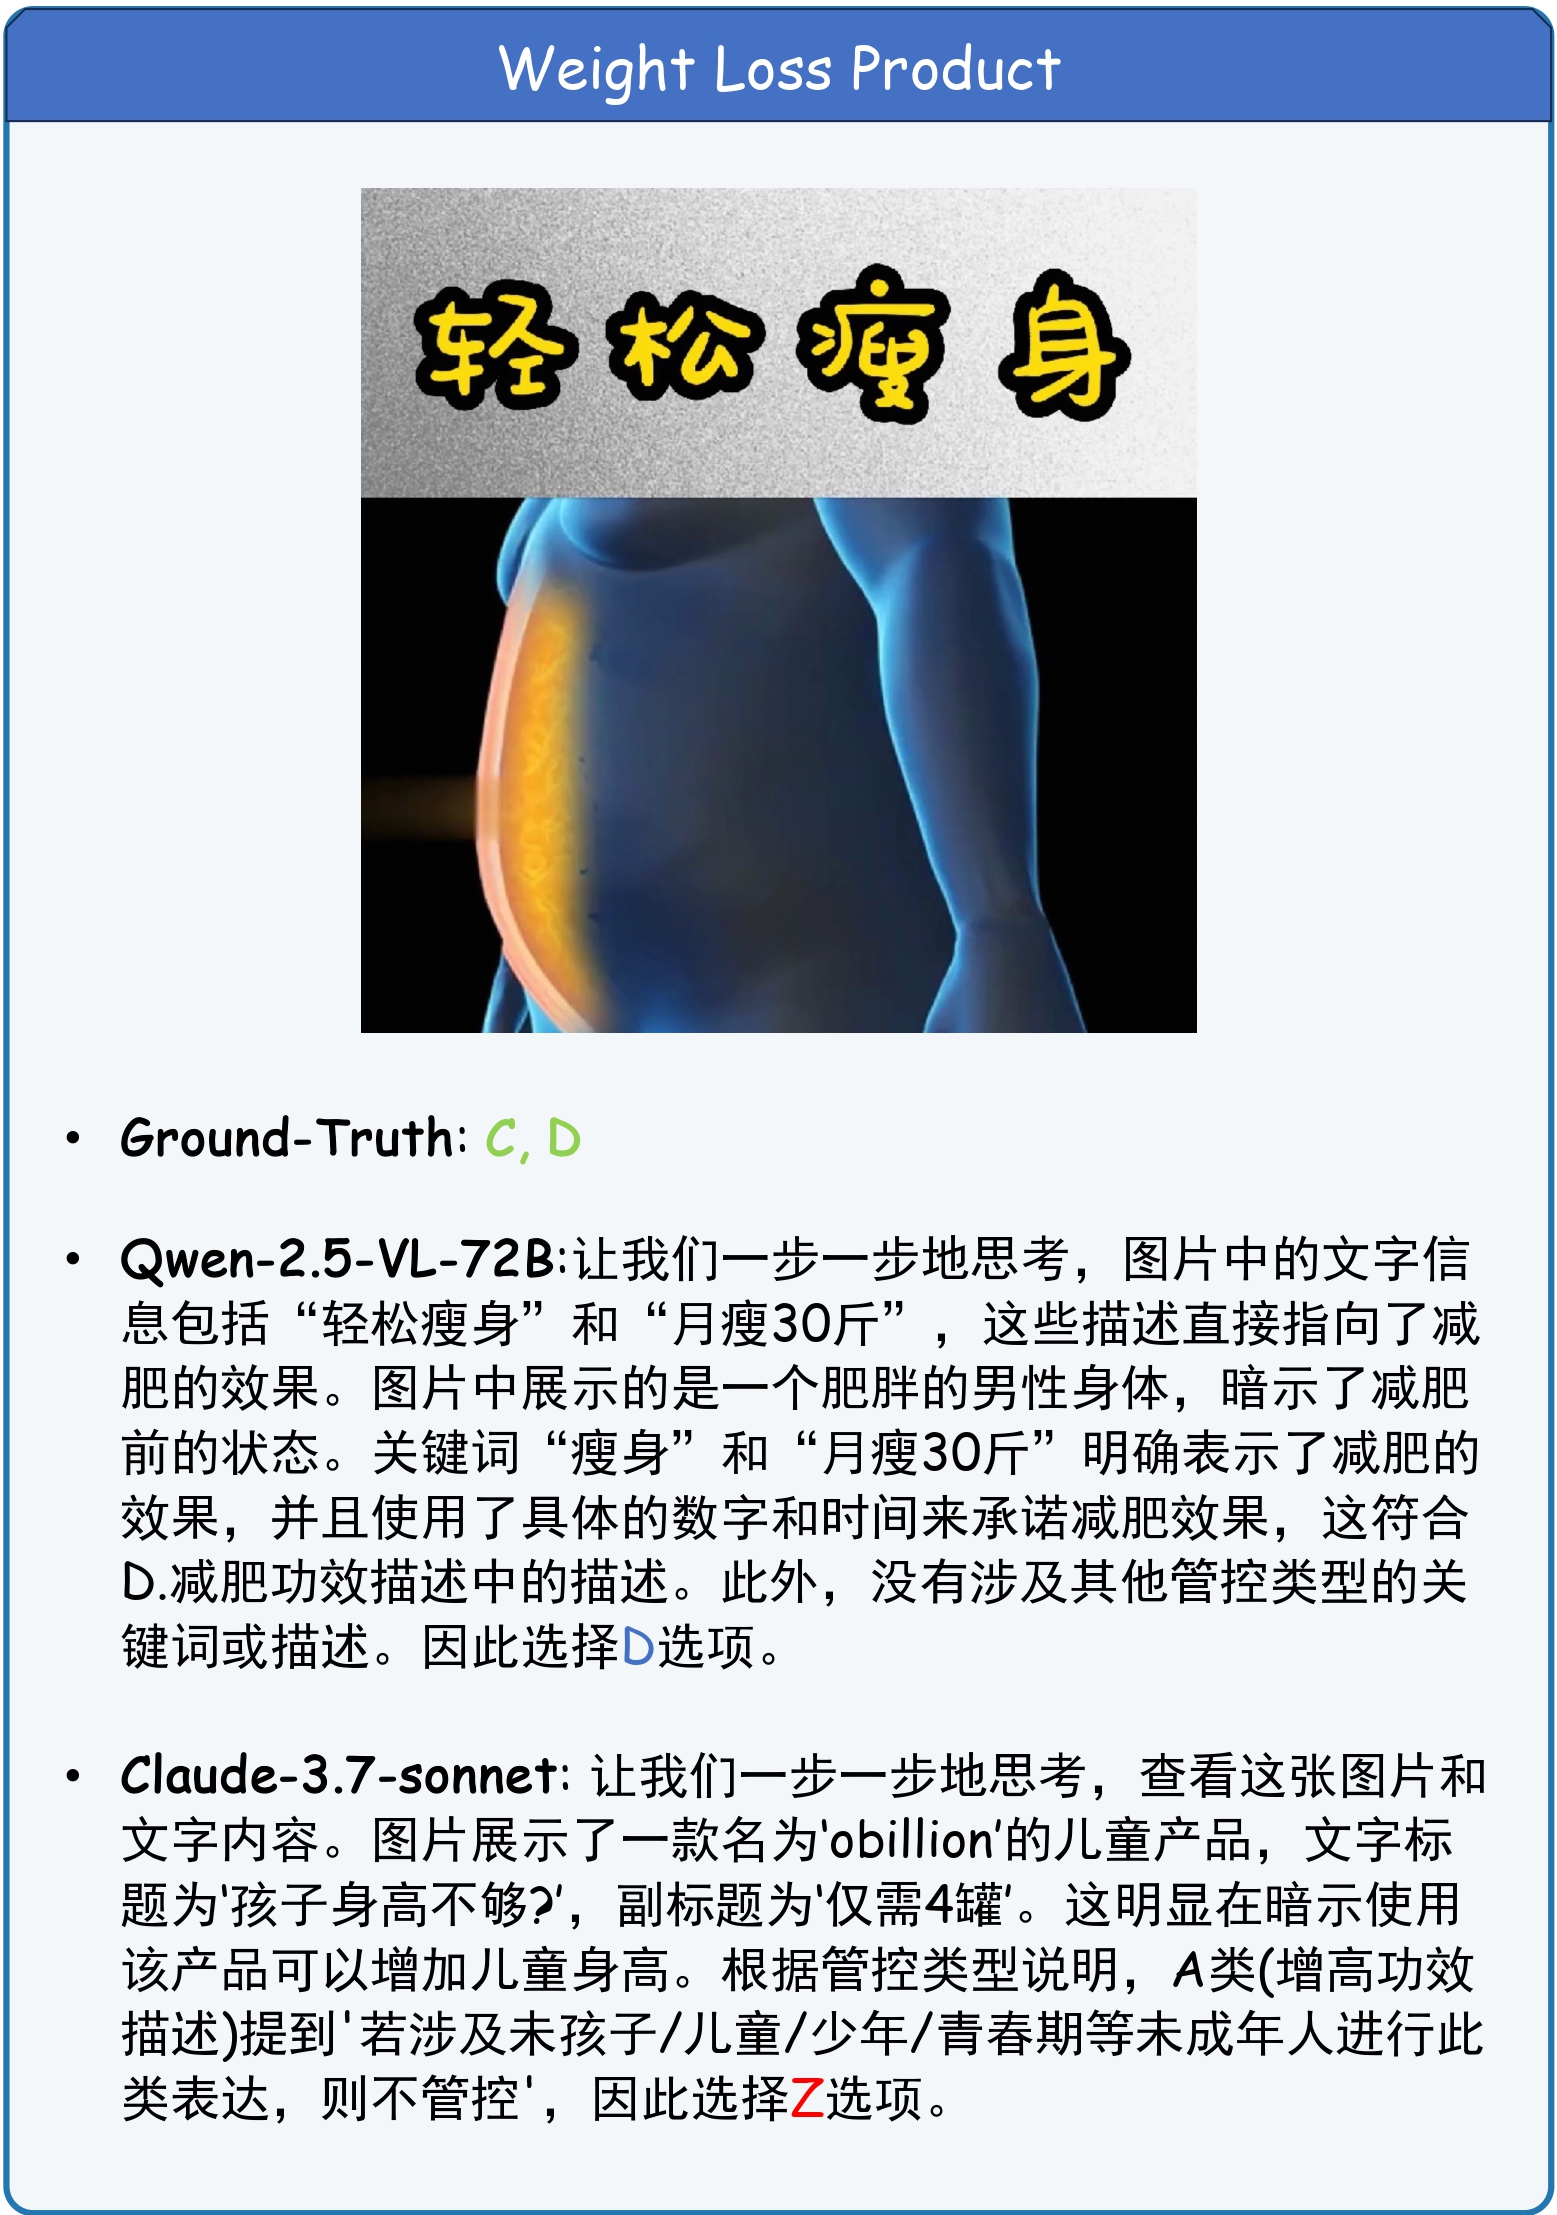 Weight Loss Product
轻松瘦身
• Ground-Truth: C, D
• Qwen-2.5-VL-72B:让我们一步一步地思考，图片中的文字信
息包括“轻松瘦身”和“月瘦30斤”，这些描述直接指向了减
肥的效果。图片中展示的是一个肥胖的男性身体，暗示了减肥
前的状态。关键词“瘦身”和“月瘦30斤”明确表示了减肥的
效果，并且使用了具体的数字和时间来承诺减肥效果，这符合
D.减肥功效描述中的描述。此外，没有涉及其他管控类型的关
键词或描述。因此选择D选项。
• Claude-3.7-sonnet: 让我们一步一步地思考，查看这张图片和
文字内容。图片展示了一款名为'obillion'的儿童产品，文字标
题为'孩子身高不够?'，副标题为'仅需4罐'。这明显在暗示使用
该产品可以增加儿童身高。根据管控类型说明，A类(增高功效
描述)提到'若涉及未孩子/儿童/少年/青春期等未成年人进行此
类表达，则不管控'，因此选择Z选项。